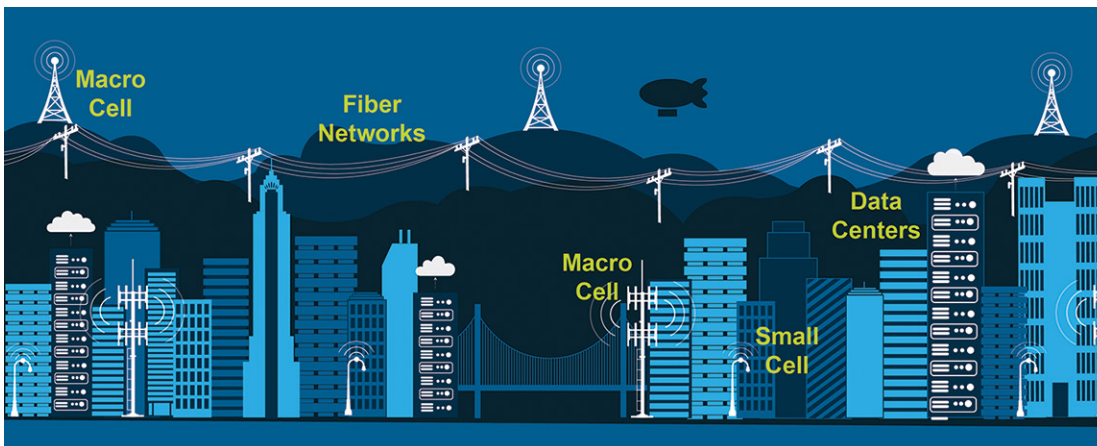 Macro
Cell
Fiber
Networks
Data
Centers
Macro
Cell
Small
Cell